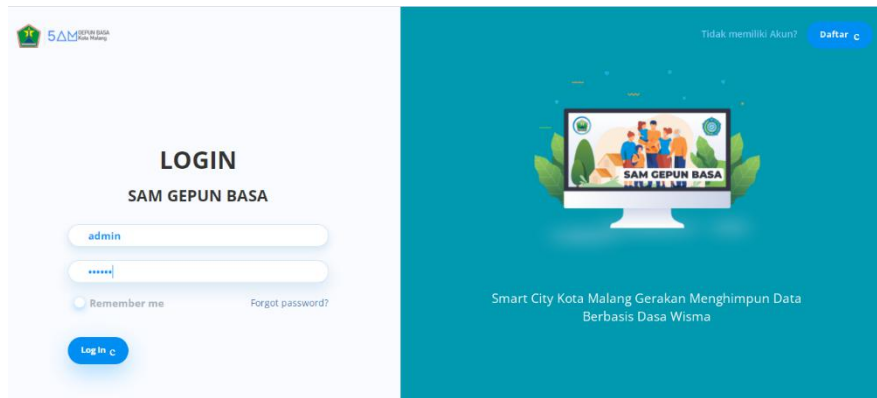 5AM GEPUN BASA
Kota Malang
Tidak memiliki Akun?
Daftar
SAM GEPUN BASA
LOGIN
SAM GEPUN BASA
admin
••••••
Remember me
Forgot password?
Log In
Smart City Kota Malang Gerakan Menghimpun Data
Berbasis Dasa Wisma